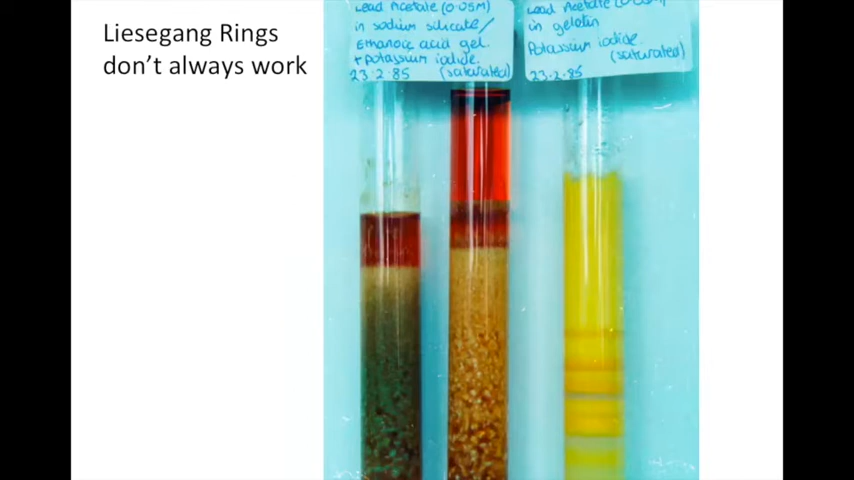 Liesegang Rings
don't always work
Lead Acetate (0.05M)
in sodium silicate/
Ethanoic acid gel.
+ Potassium iodide.
23.2.85 (saturated)
Lead Acetate
in gelatin
Potassium iodide.
(saturated)
23.2.85